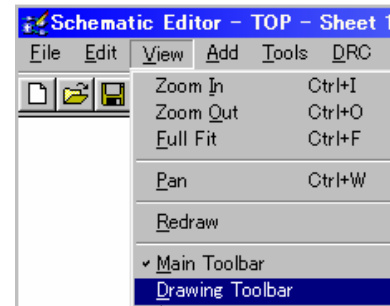 Schematic Editor - TOP - Sheet 1
File Edit View Add Tools DRC
Zoom In Ctrl+I
Zoom Out Ctrl+O
Full Fit Ctrl+F
Pan Ctrl+W
Redraw
Main Toolbar
Drawing Toolbar